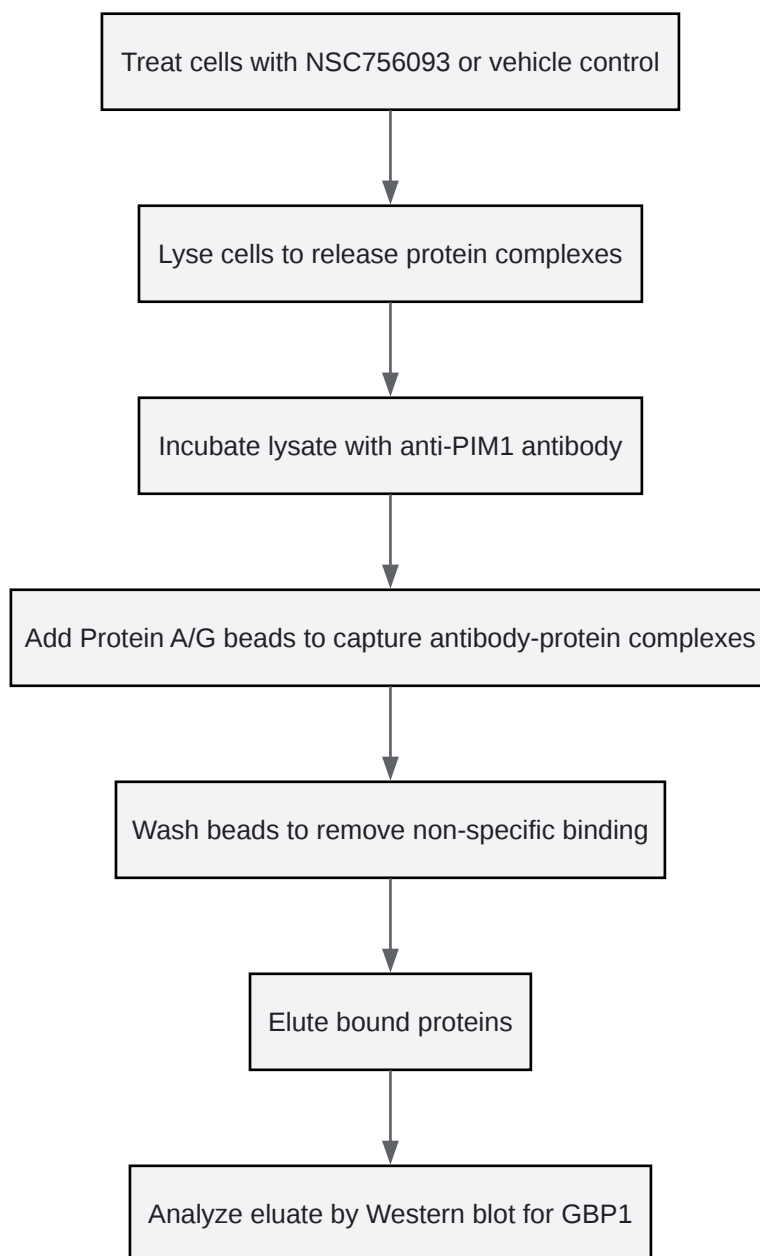 Treat cells with NSC756093 or vehicle control
Lyse cells to release protein complexes
Incubate lysate with anti-PIM1 antibody
Add Protein A/G beads to capture antibody-protein complexes
Wash beads to remove non-specific binding
Elute bound proteins
Analyze eluate by Western blot for GBP1